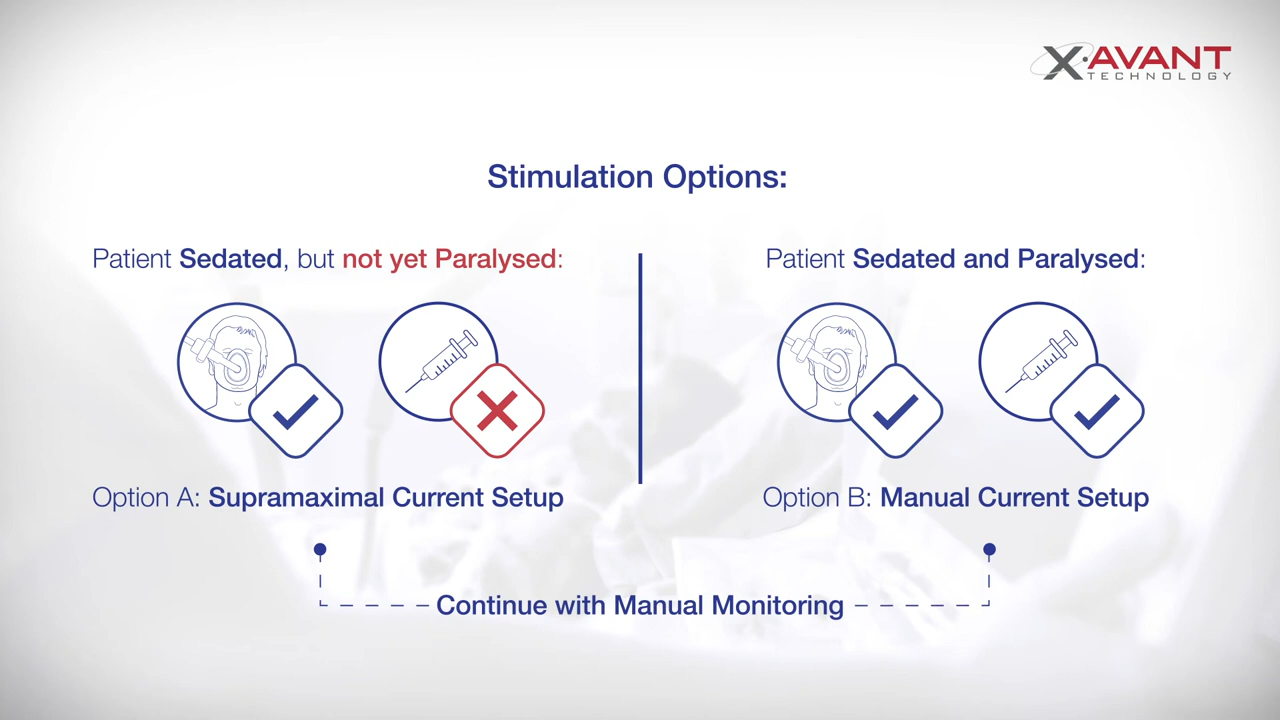 X·AVANT
TECHNOLOGY
Stimulation Options:
Patient Sedated, but not yet Paralysed:
Option A: Supramaximal Current Setup
Patient Sedated and Paralysed:
Option B: Manual Current Setup
Continue with Manual Monitoring